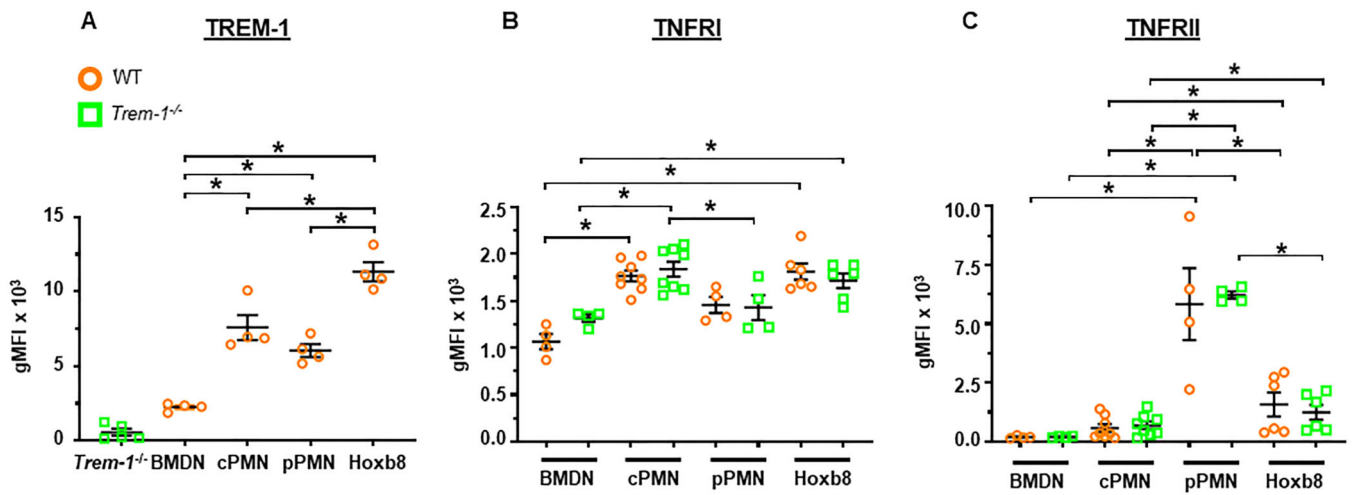 A
TREM-1
WT
Trem-1-/-
*
*
*
*
*
gMFI x 10³
15
10
5
0
Trem-1-/- BMDN cPMN pPMN Hoxb8
B
TNFRI
*
*
*
*
*
gMFI x 10³
2.5
2.0
1.5
1.0
0.5
0.0
BMDN cPMN pPMN Hoxb8
C
TNFRII
*
*
*
*
*
*
*
*
gMFI x 10³
10.0
7.5
5.0
2.5
0.0
BMDN cPMN pPMN Hoxb8